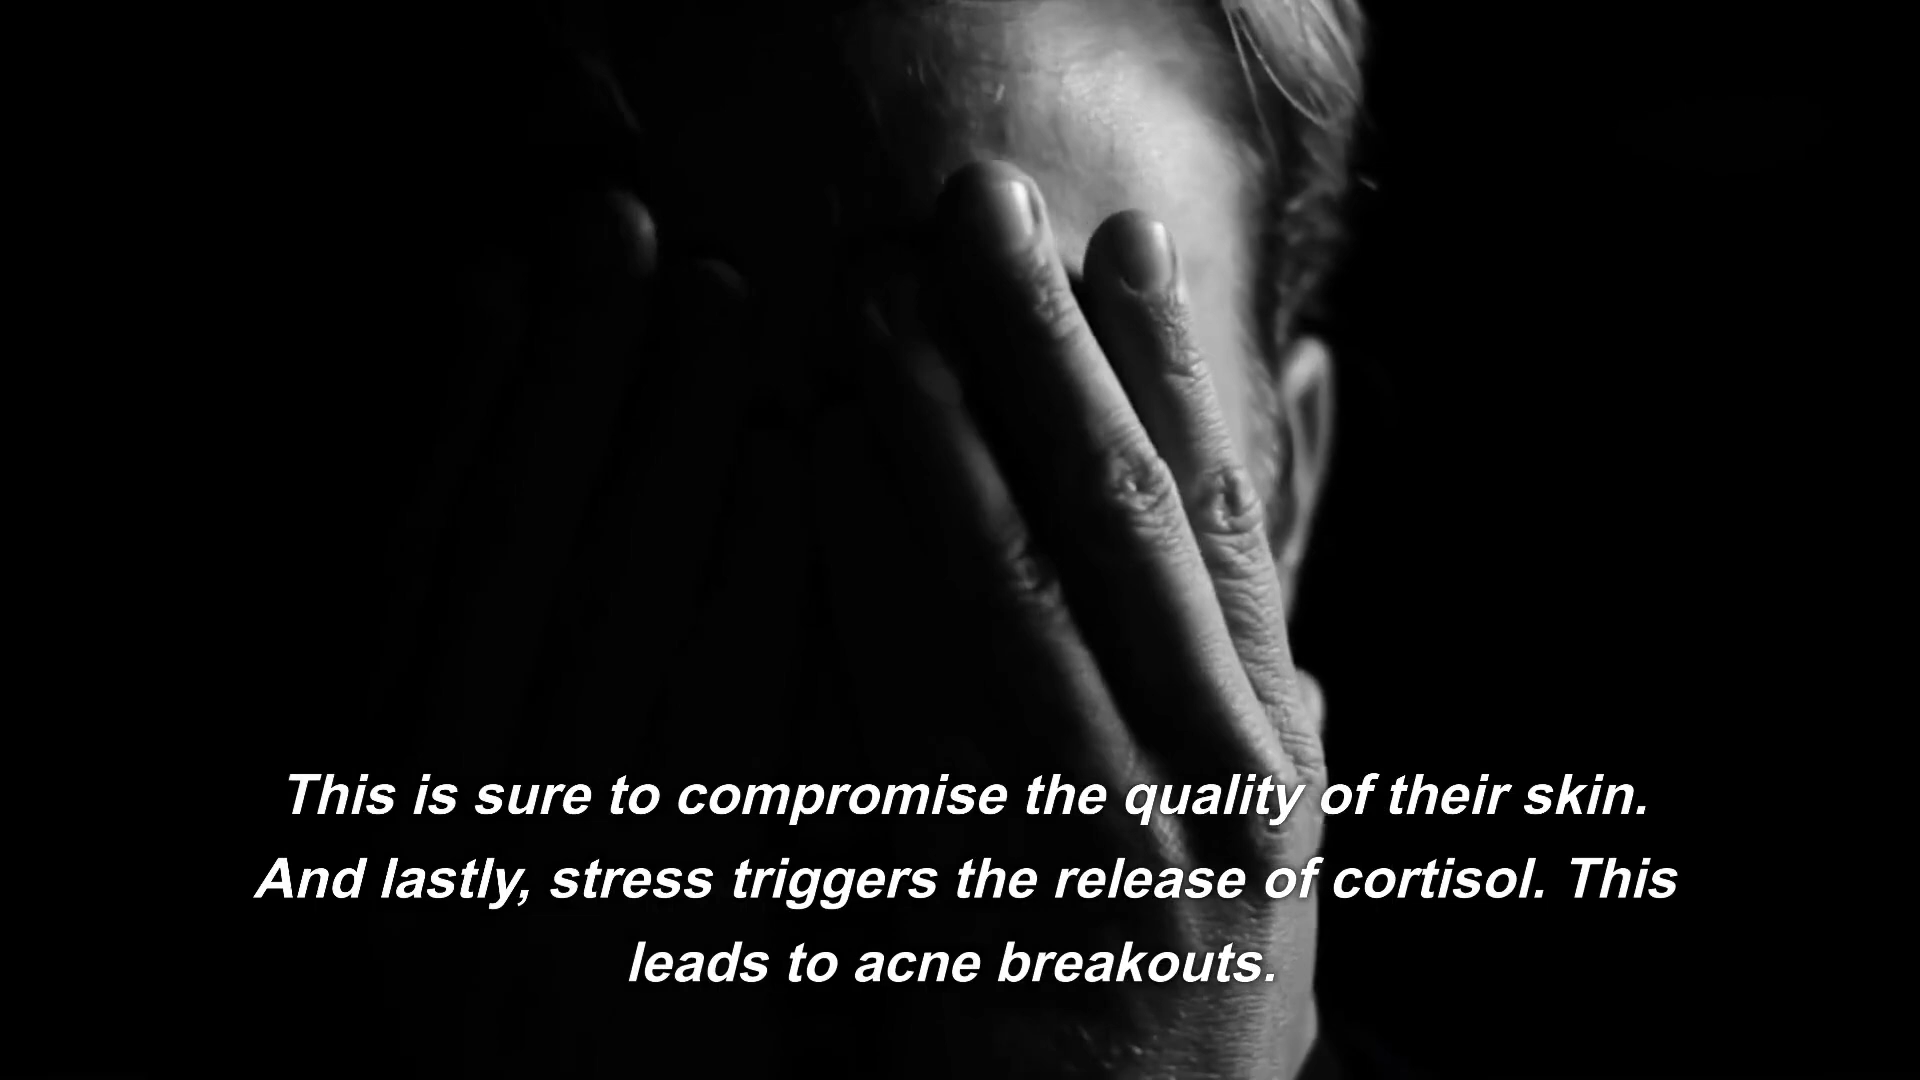 This is sure to compromise the quality of their skin.
And lastly, stress triggers the release of cortisol. This
leads to acne breakouts.